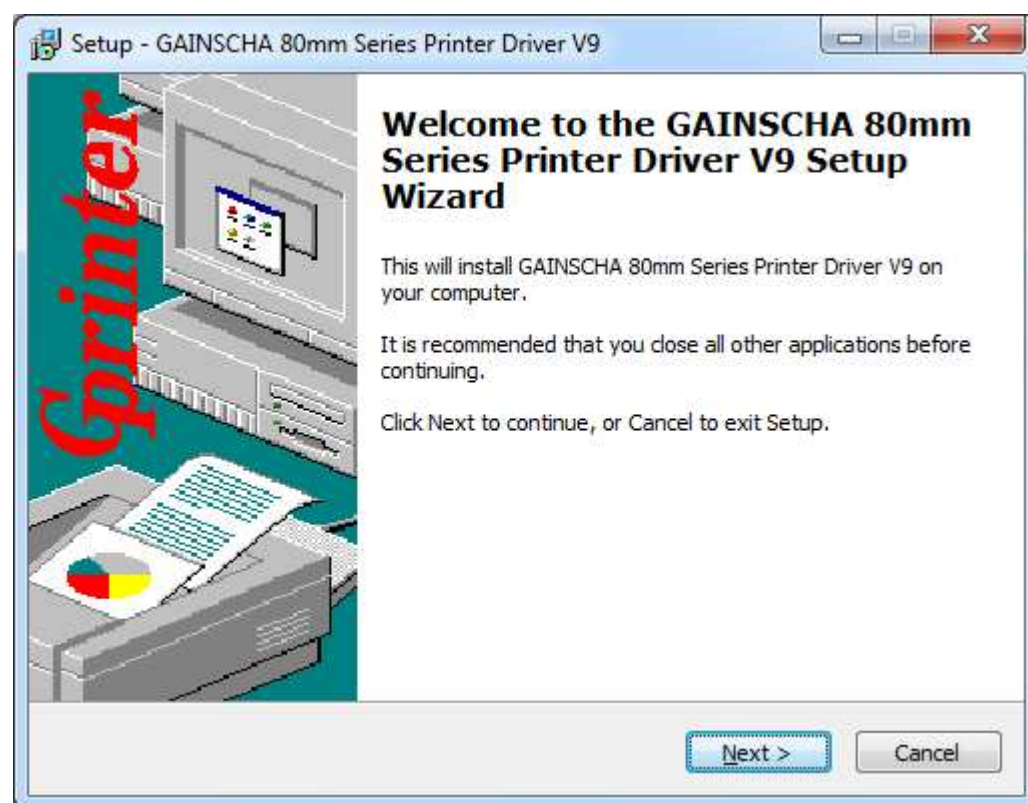 Setup - GAINSCHA 80mm Series Printer Driver V9
Gprinter
Welcome to the GAINSCHA 80mm
Series Printer Driver V9 Setup
Wizard
This will install GAINSCHA 80mm Series Printer Driver V9 on
your computer.
It is recommended that you close all other applications before
continuing.
Click Next to continue, or Cancel to exit Setup.
Next >
Cancel